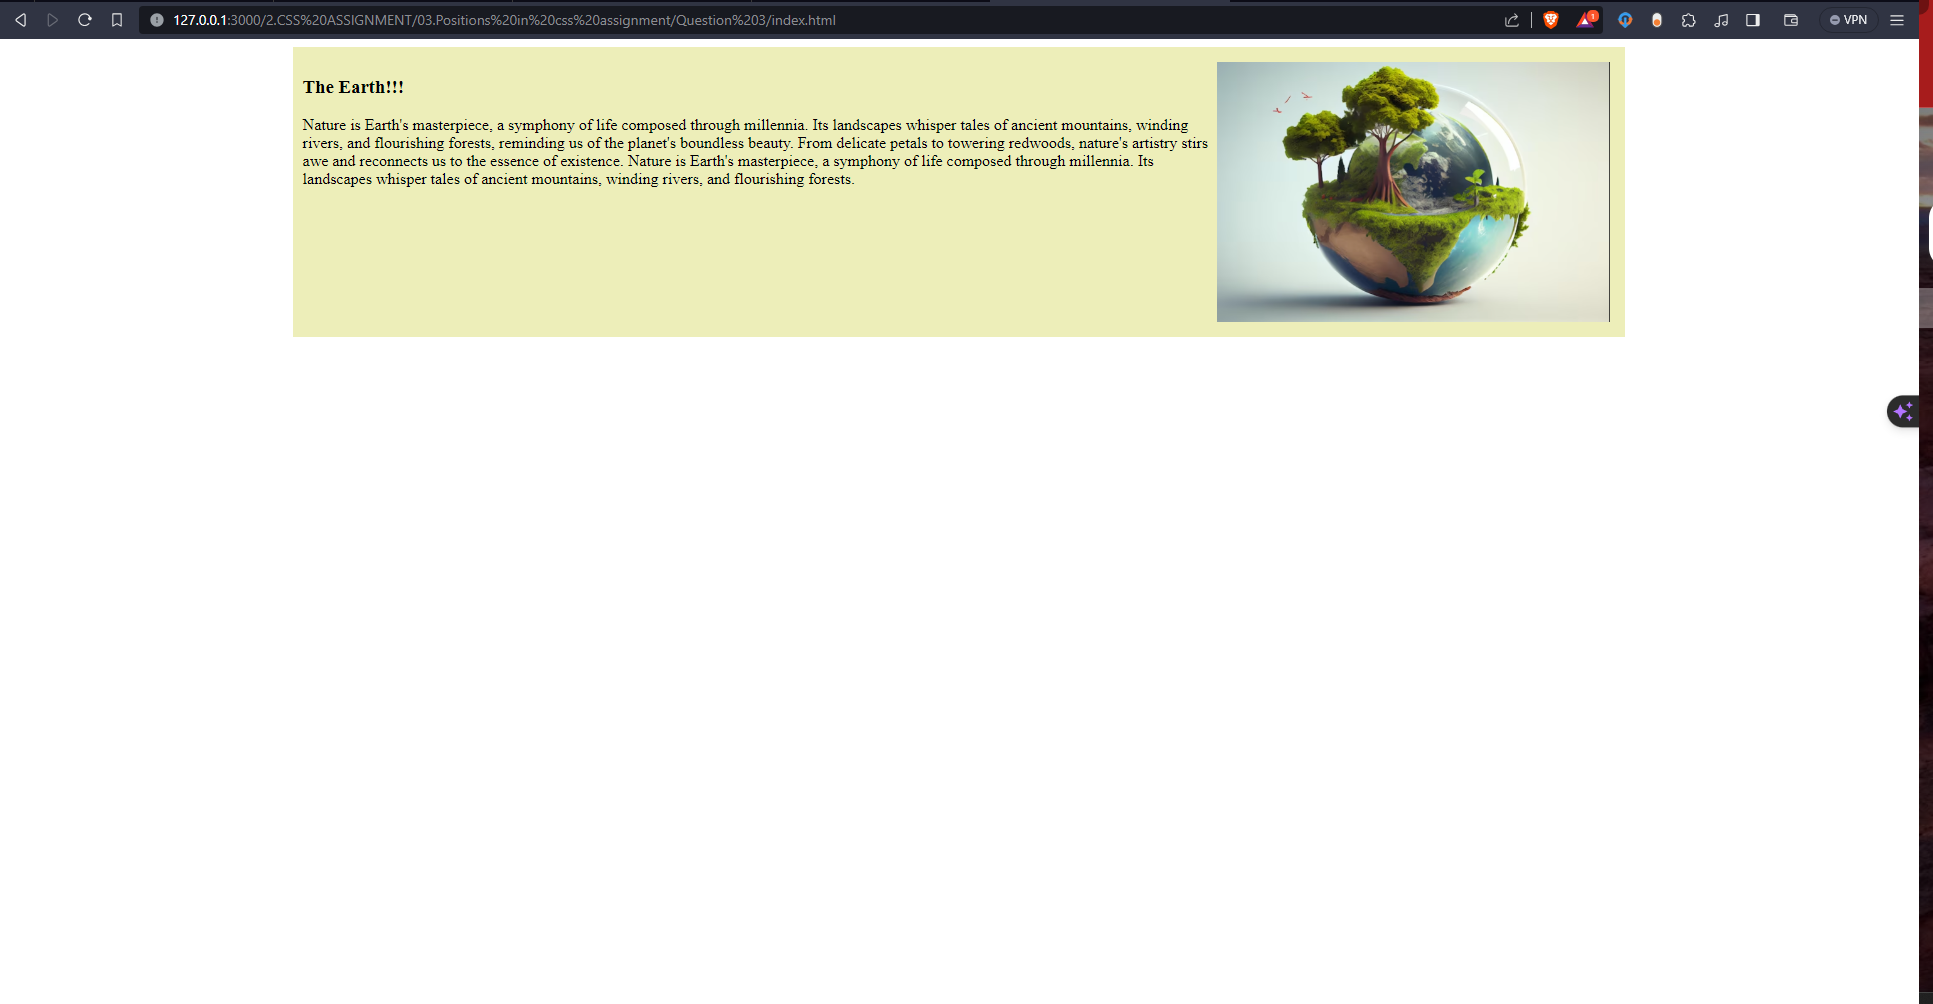 127.0.0.1:3000/2.CSS%20ASSIGNMENT/03.Positions%20in%20css%20assignment/Question%203/index.html
1
VPN
The Earth!!!
Nature is Earth's masterpiece, a symphony of life composed through millennia. Its landscapes whisper tales of ancient mountains, winding
rivers, and flourishing forests, reminding us of the planet's boundless beauty. From delicate petals to towering redwoods, nature's artistry stirs
awe and reconnects us to the essence of existence. Nature is Earth's masterpiece, a symphony of life composed through millennia. Its
landscapes whisper tales of ancient mountains, winding rivers, and flourishing forests.